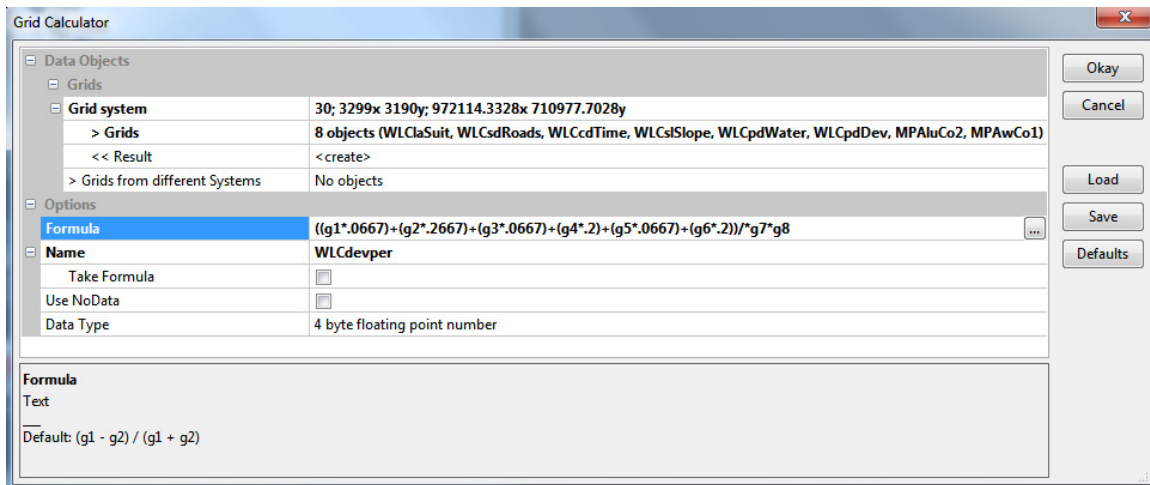 Grid Calculator
x
Data Objects
Okay
Grids
Grid system 30; 3299x 3190y; 972114.3328x 710977.7028y
Cancel
> Grids 8 objects (WLClaSuit, WLCsdRoads, WLCcdTime, WLCslSlope, WLCpdWater, WLCpdDev, MPAluCo2, MPAwCo1)
<< Result <create>
> Grids from different Systems No objects
Load
Options
Save
Formula ((g1*.0667)+(g2*.2667)+(g3*.0667)+(g4*.2)+(g5*.0667)+(g6*.2))/*g7*g8 ...
Name WLCdevper
Defaults
Take Formula
Use NoData
Data Type 4 byte floating point number
Formula
Text
__
Default: (g1 - g2) / (g1 + g2)